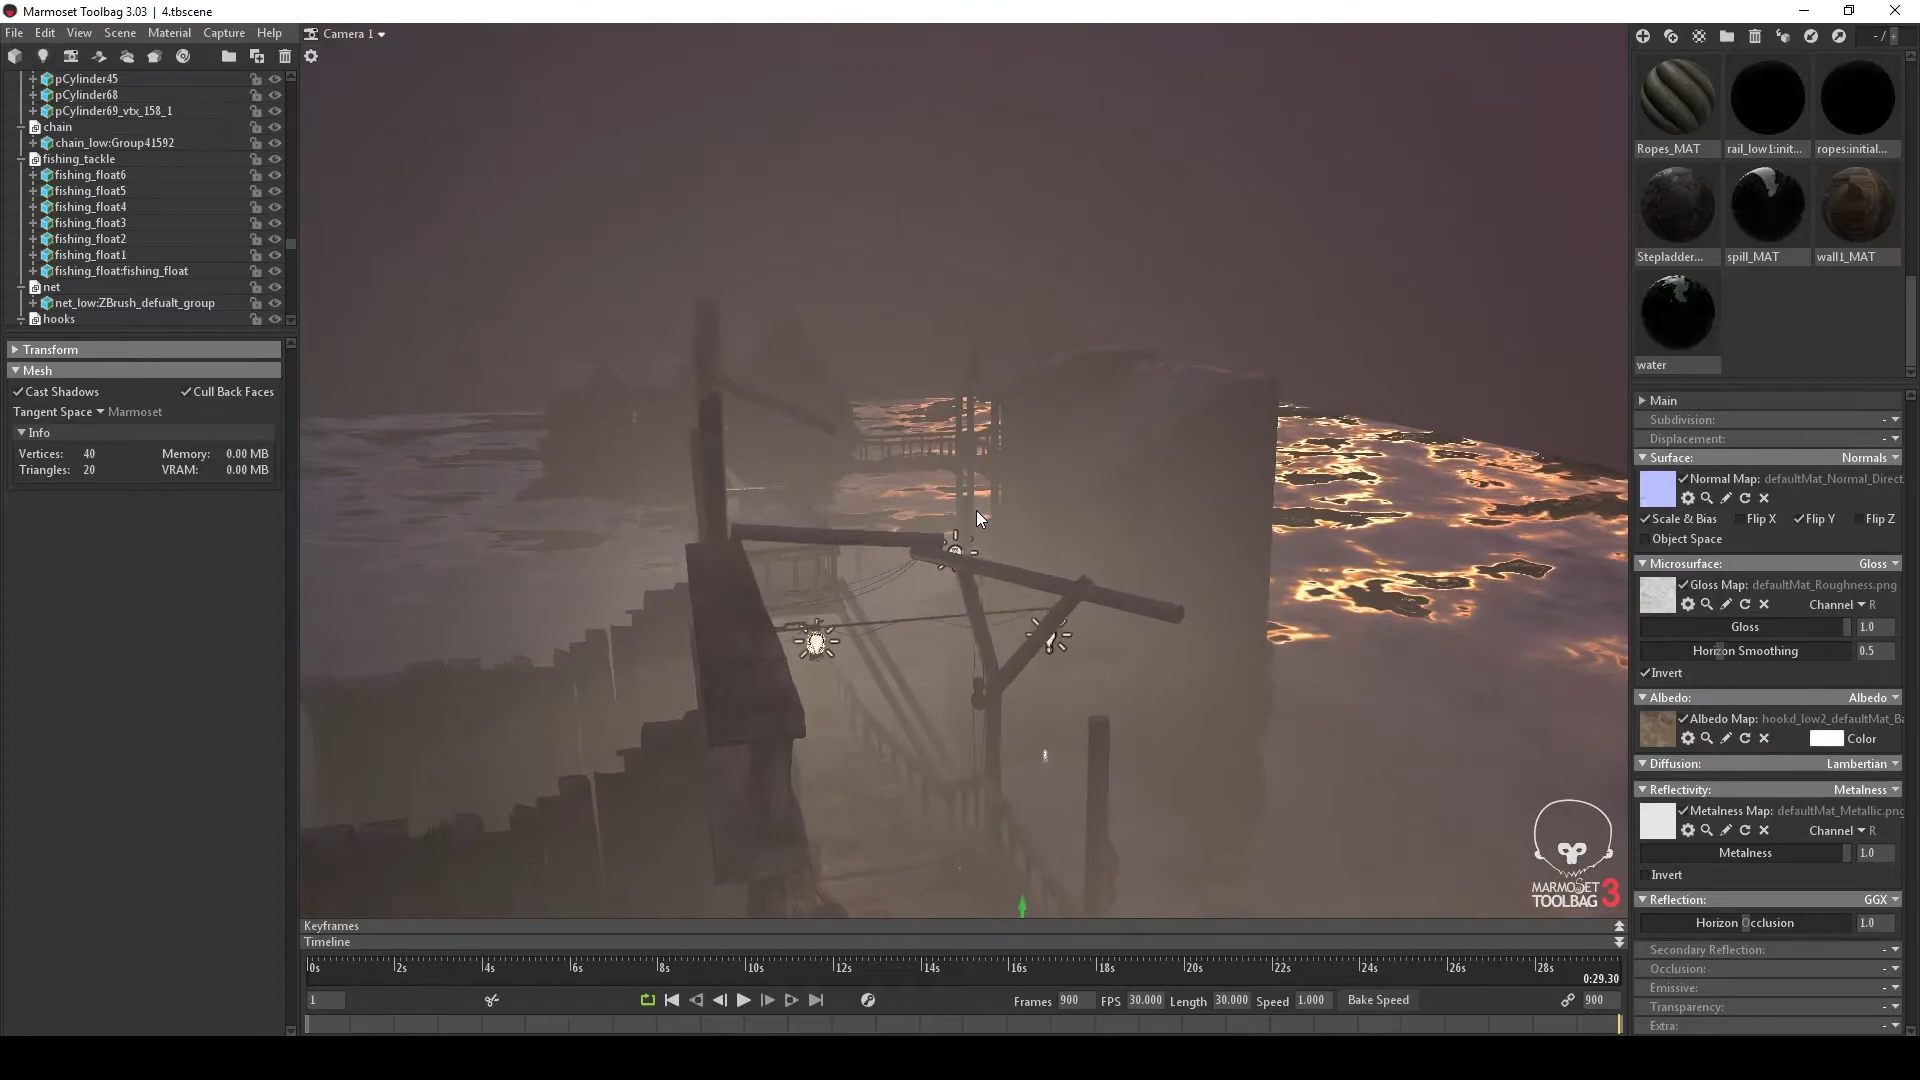 Marmoset Toolbag 3.03 | 4.tbscene
File Edit View Scene Material Capture Help
Camera 1
- / +
pCylinder45
pCylinder68
pCylinder69_vtx_158_1
chain
chain_low:Group41592
fishing_tackle
fishing_float6
fishing_float5
fishing_float4
fishing_float3
fishing_float2
fishing_float1
fishing_float:fishing_float
net
net_low:ZBrush_defualt_group
hooks
Transform
Mesh
Cast Shadows Cull Back Faces
Tangent Space Marmoset
Info
Vertices: 40 Memory: 0.00 MB
Triangles: 20 VRAM: 0.00 MB
MARMOSET
TOOLBAG 3
Keyframes
Timeline
0s 2s 4s 6s 8s 10s 12s 14s 16s 18s 20s 22s 24s 26s 28s
0:29.30
1 Frames 900 FPS 30.000 Length 30.000 Speed 1.000 Bake Speed 900
Ropes_MAT rail_low1:init... ropes:initial...
Stepladder... spill_MAT wall1_MAT
water
Main
Subdivision: -
Displacement: -
Surface: Normals
Normal Map: defaultMat_Normal_Direct
Scale & Bias Flip X Flip Y Flip Z
Object Space
Microsurface: Gloss
Gloss Map: defaultMat_Roughness.png
Channel R
Gloss 1.0
Horizon Smoothing 0.5
Invert
Albedo: Albedo
Albedo Map: hookd_low2_defaultMat_Ba
Color
Diffusion: Lambertian
Reflectivity: Metalness
Metalness Map: defaultMat_Metallic.png
Channel R
Metalness 1.0
Invert
Reflection: GGX
Horizon Occlusion 1.0
Secondary Reflection: -
Occlusion: -
Emissive: -
Transparency: -
Extra: -